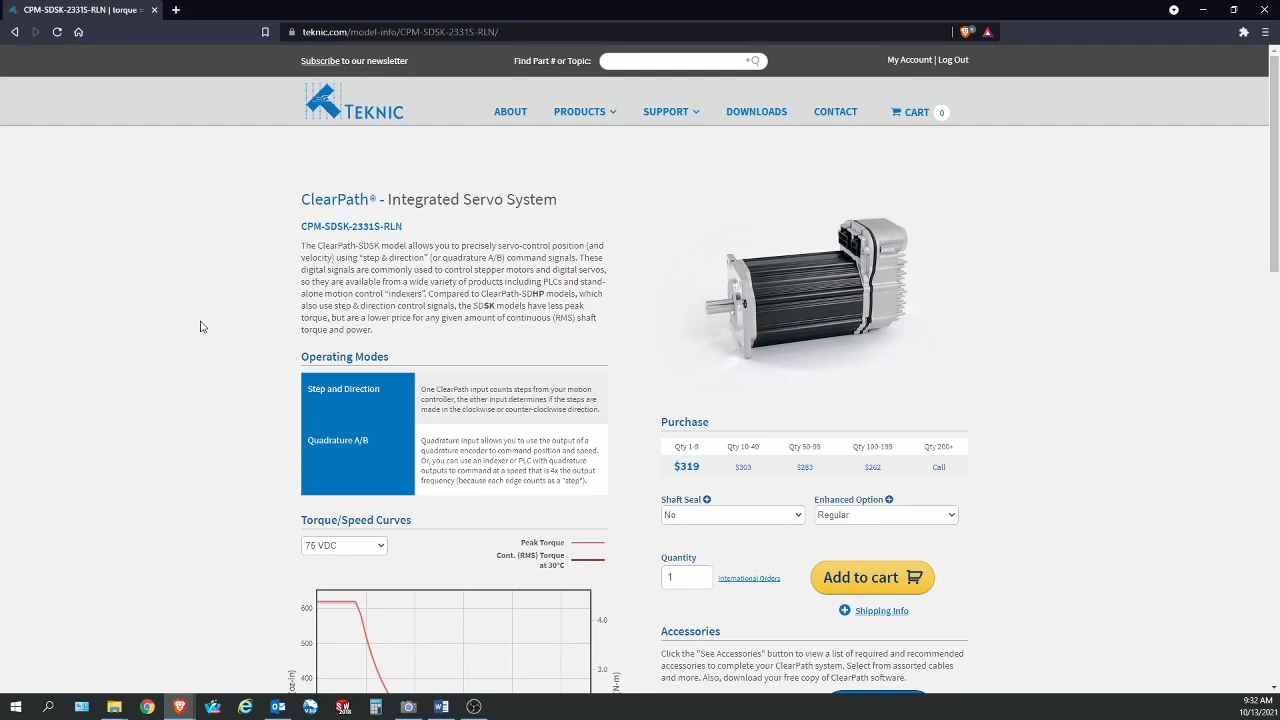 CPM-SDSK-2331S-RLN | torque =
teknic.com/model-info/CPM-SDSK-2331S-RLN/
Subscribe to our newsletter
Find Part # or Topic:
My Account | Log Out
TEKNIC
ABOUT
PRODUCTS
SUPPORT
DOWNLOADS
CONTACT
CART 0
ClearPath® - Integrated Servo System
CPM-SDSK-2331S-RLN
The ClearPath-SDSK model allows you to precisely servo-control position (and
velocity) using "step & direction" (or quadrature A/B) command signals. These
digital signals are commonly used to control stepper motors and digital servos,
so they are available from a wide variety of products including PLCs and stand-
alone motion control "indexers". Compared to ClearPath-SDHP models, which
also use step & direction control signals, the SDSK models have less peak
torque, but are a lower price for any given amount of continuous (RMS) shaft
torque and power.
Operating Modes
Step and Direction
One ClearPath input counts steps from your motion
controller, the other input determines if the steps are
made in the clockwise or counter-clockwise direction.
Quadrature A/B
Quadrature input allows you to use the output of a
quadrature encoder to command position and speed.
Or, you can use an indexer or PLC with quadrature
outputs to command at a speed that is 4x the output
frequency (because each edge counts as a "step").
Torque/Speed Curves
75 VDC
Peak Torque
Cont. (RMS) Torque
at 30°C
600
500
400
(oz-in)
4.0
3.0
(N-m)
Purchase
Qty 1-9 Qty 10-49 Qty 50-99 Qty 100-199 Qty 200+
$319 $303 $283 $262 Call
Shaft Seal
No
Enhanced Option
Regular
Quantity
1
International Orders
Add to cart
Shipping Info
Accessories
Click the "See Accessories" button to view a list of required and recommended
accessories to complete your ClearPath system. Select from assorted cables
and more. Also, download your free copy of ClearPath software.
9:32 AM
10/13/2021